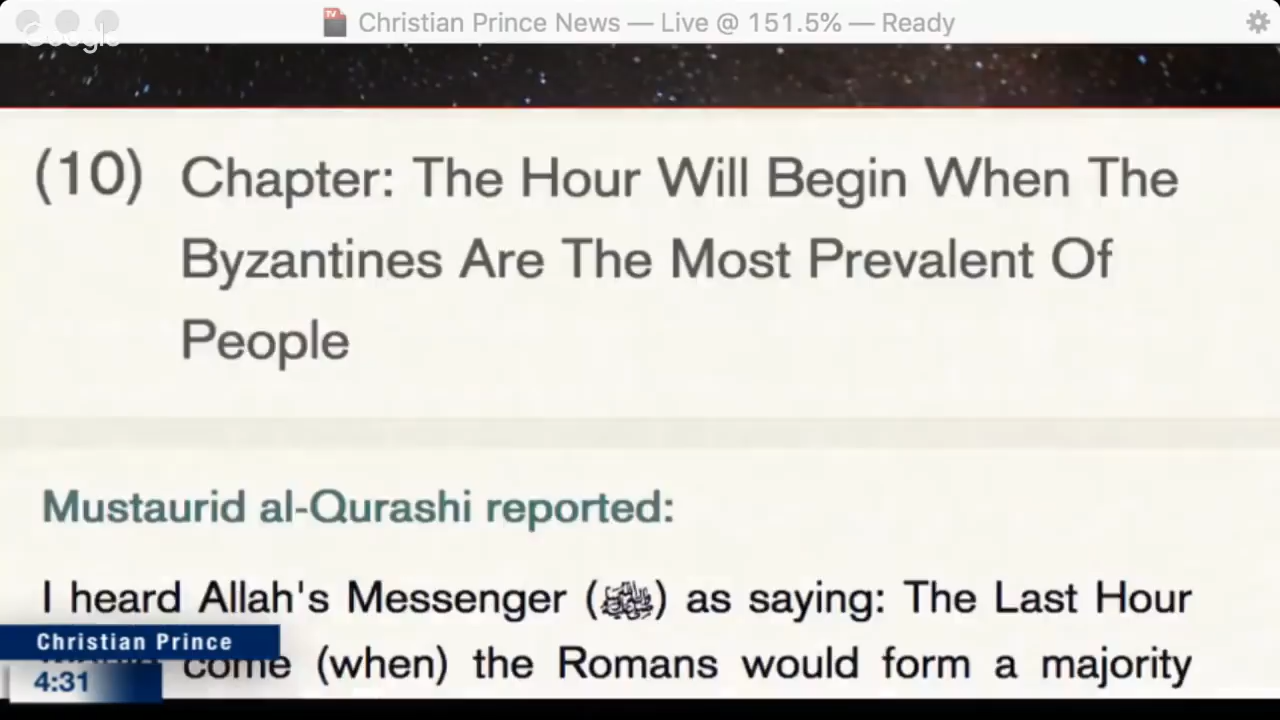 Christian Prince News — Live @ 151.5% — Ready
Google
(10) Chapter: The Hour Will Begin When The
Byzantines Are The Most Prevalent Of
People
Mustaurid al-Qurashi reported:
I heard Allah's Messenger (ﷺ) as saying: The Last Hour
would come (when) the Romans would form a majority
Christian Prince
4:31